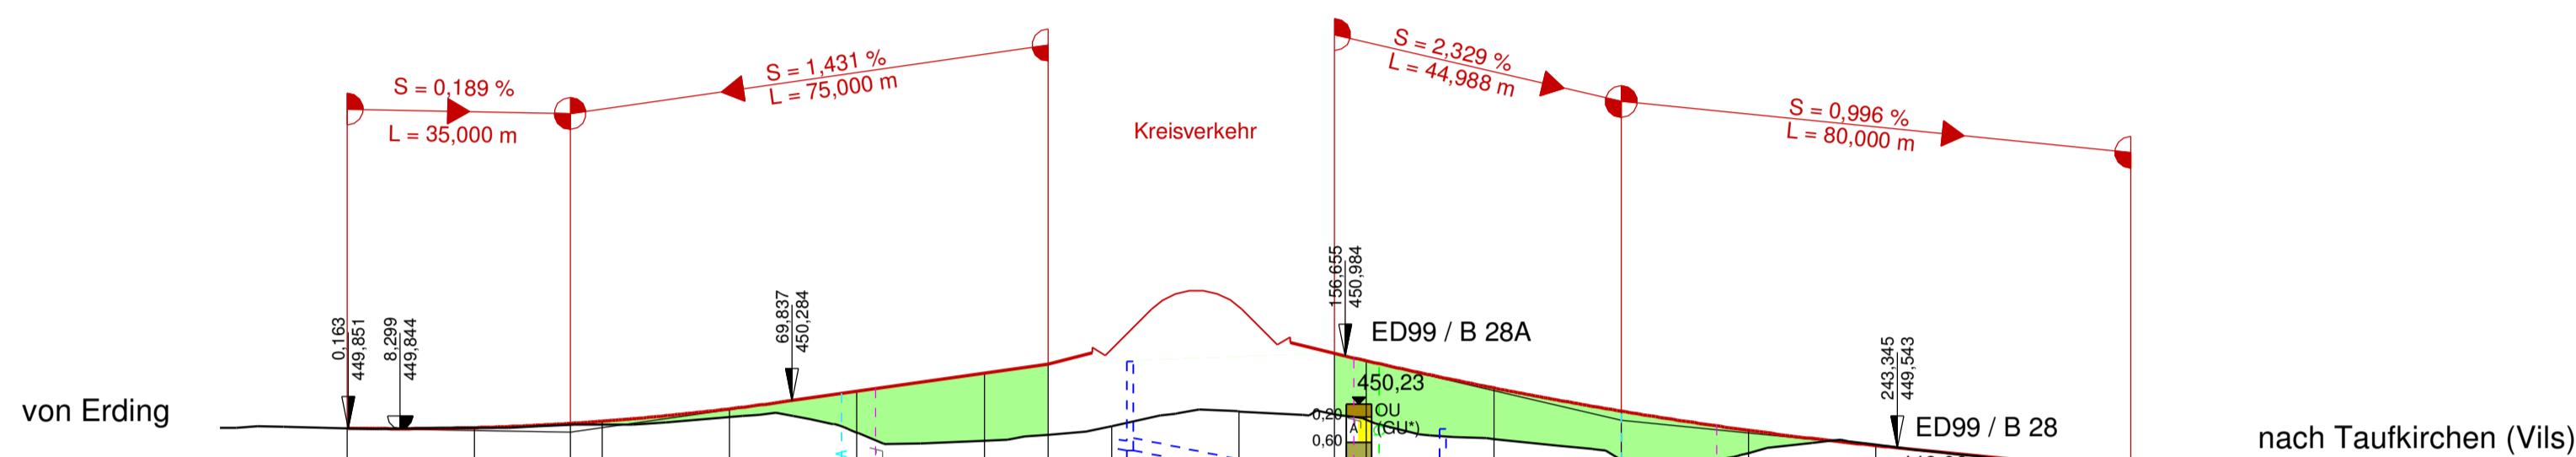 S = 0,189 %
L = 35,000 m
S = 1,431 %
L = 75,000 m
Kreisverkehr
S = 2,329 %
L = 44,988 m
S = 0,996 %
L = 80,000 m
0,163
449,851
8,299
449,844
69,837
450,284
156,655
450,984
243,345
449,543
von Erding
ED99 / B 28A
450,23
0,20
OU
A
(GU*)
0,60
ED99 / B 28
nach Taufkirchen (Vils)
A